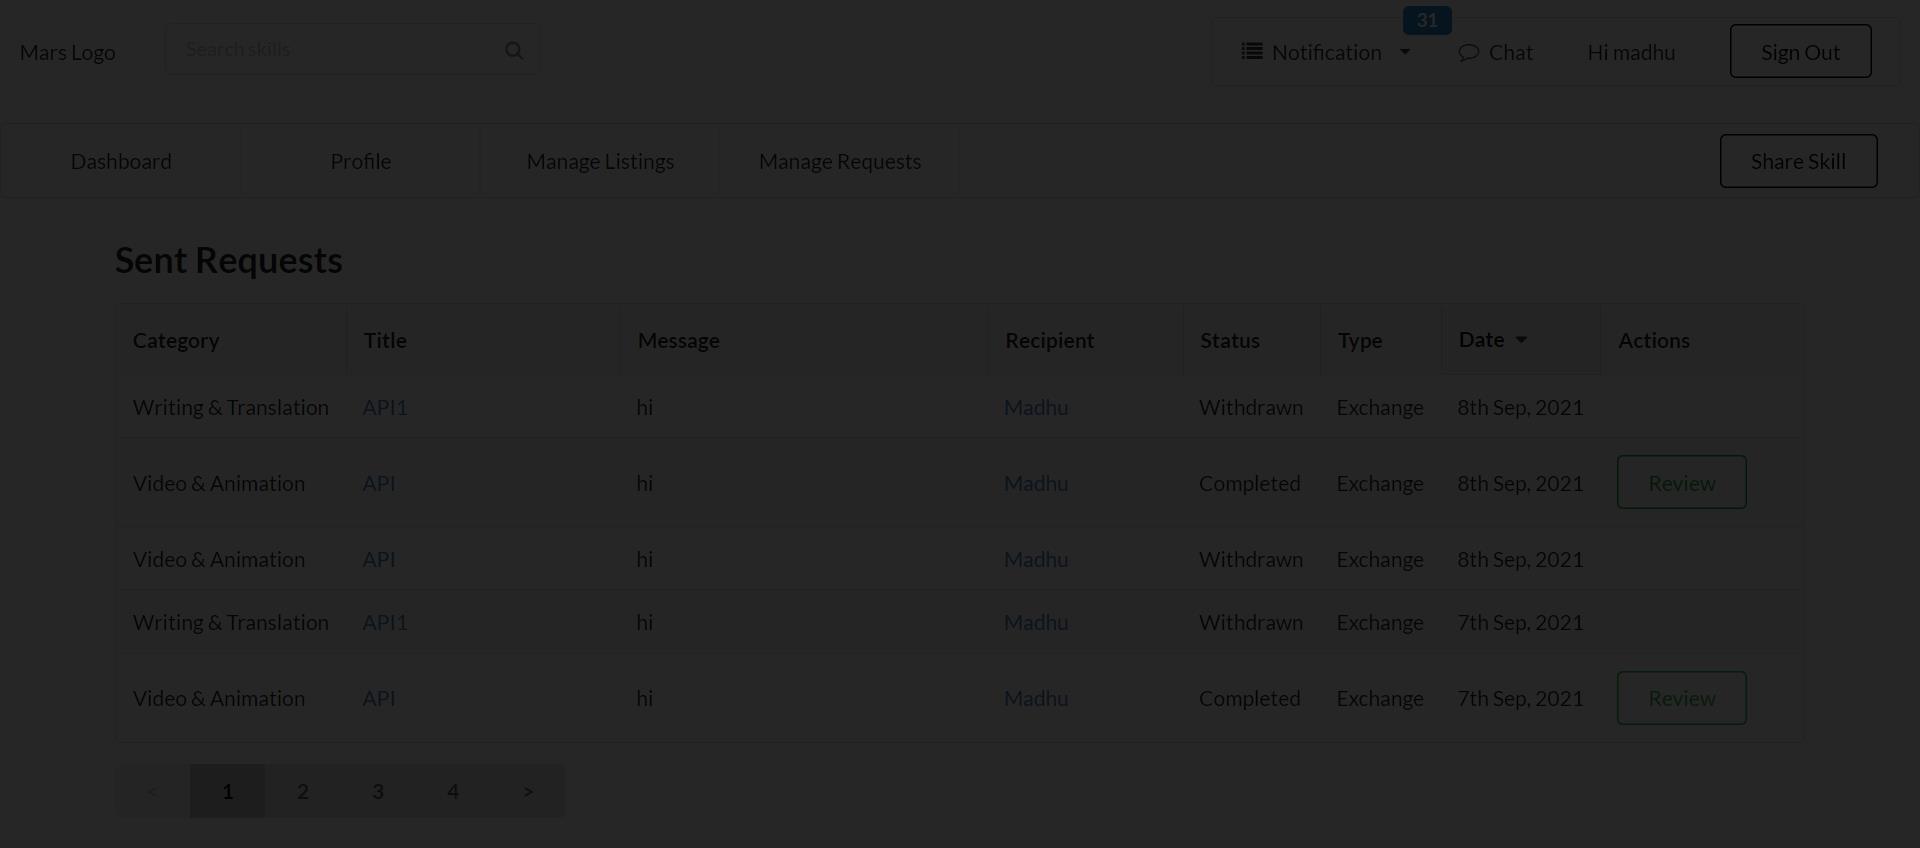 31
Mars Logo Search skills Notification Chat Hi madhu Sign Out
Dashboard Profile Manage Listings Manage Requests Share Skill
Sent Requests
Category Title Message Recipient Status Type Date Actions
Writing & Translation API1 hi Madhu Withdrawn Exchange 8th Sep, 2021
Video & Animation API hi Madhu Completed Exchange 8th Sep, 2021 Review
Video & Animation API hi Madhu Withdrawn Exchange 8th Sep, 2021
Writing & Translation API1 hi Madhu Withdrawn Exchange 7th Sep, 2021
Video & Animation API hi Madhu Completed Exchange 7th Sep, 2021 Review
< 1 2 3 4 >